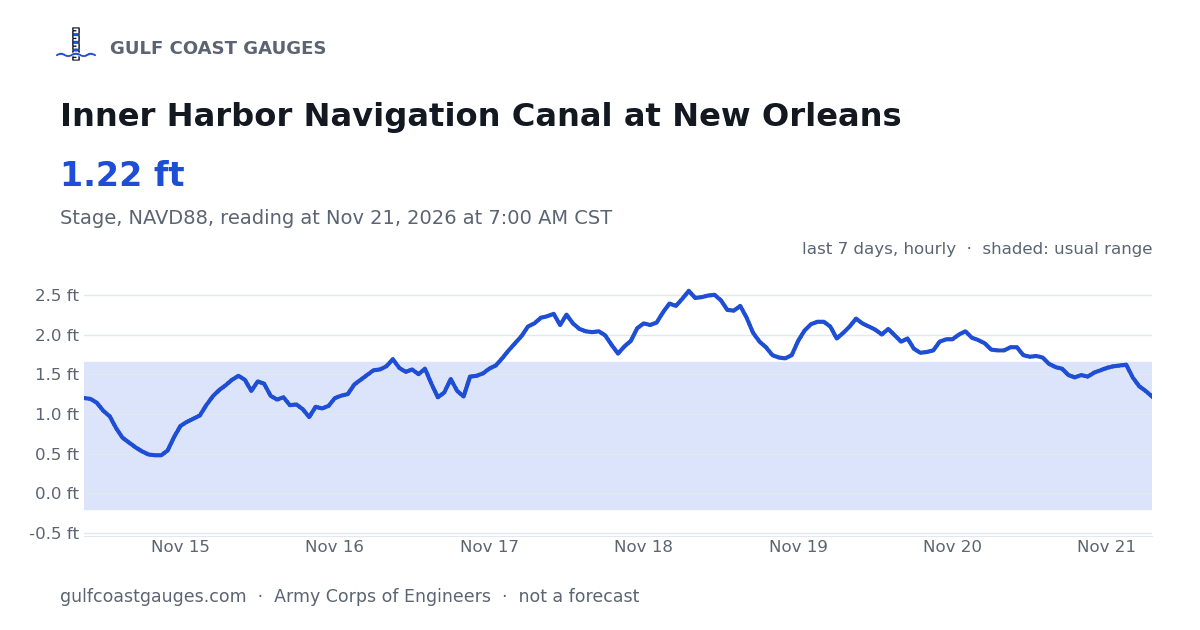 GULF COAST GAUGES
Inner Harbor Navigation Canal at New Orleans
1.22 ft
Stage, NAVD88, reading at Nov 21, 2026 at 7:00 AM CST
last 7 days, hourly · shaded: usual range
2.5 ft
2.0 ft
1.5 ft
1.0 ft
0.5 ft
0.0 ft
-0.5 ft
Nov 15 Nov 16 Nov 17 Nov 18 Nov 19 Nov 20 Nov 21
gulfcoastgauges.com · Army Corps of Engineers · not a forecast